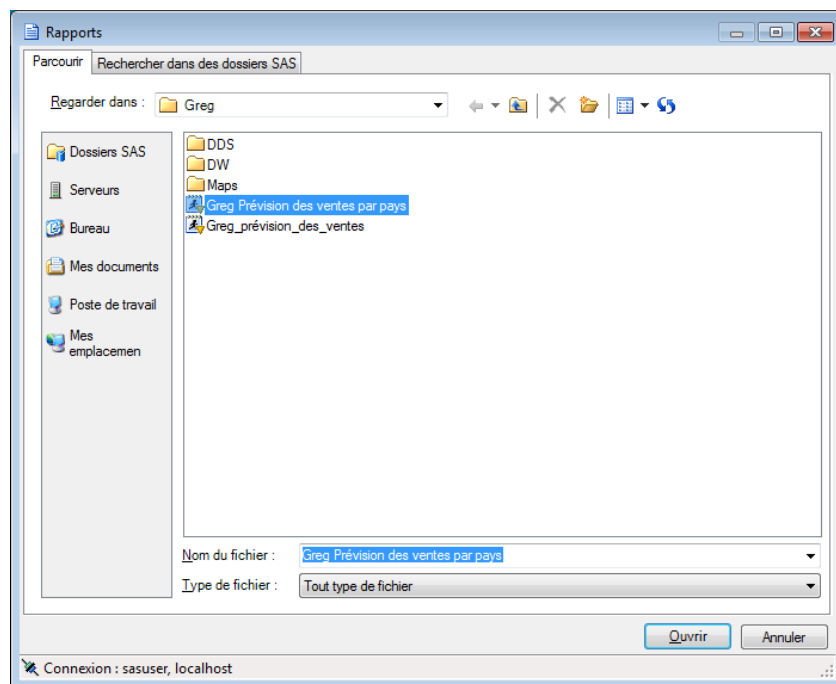 Rapports
Parcourir
Rechercher dans des dossiers SAS
Regarder dans :
Greg
Dossiers SAS
Serveurs
Bureau
Mes documents
Poste de travail
Mes
emplacemen
DDS
DW
Maps
Greg Prévision des ventes par pays
Greg_prévision_des_ventes
Nom du fichier :
Greg Prévision des ventes par pays
Type de fichier :
Tout type de fichier
Ouvrir
Annuler
Connexion : sasuser, localhost